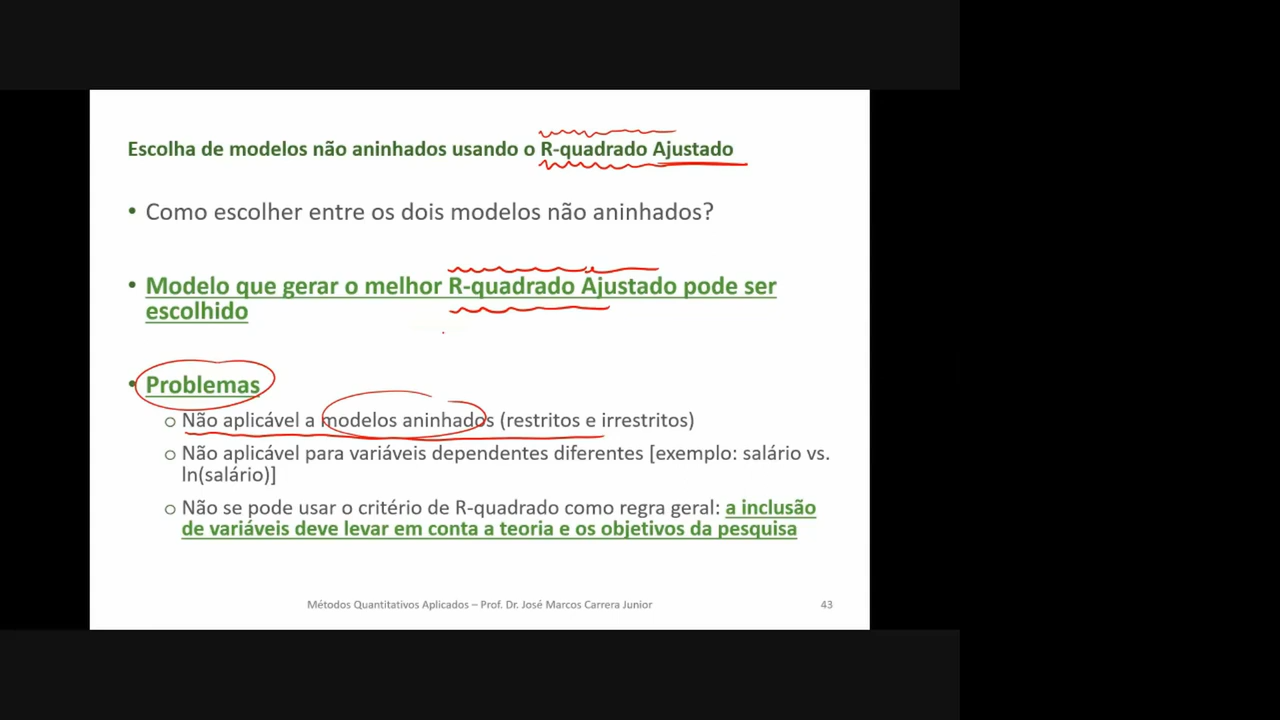 Escolha de modelos não aninhados usando o R-quadrado Ajustado
• Como escolher entre os dois modelos não aninhados?
• Modelo que gerar o melhor R-quadrado Ajustado pode ser
escolhido
• Problemas
o Não aplicável a modelos aninhados (restritos e irrestritos)
o Não aplicável para variáveis dependentes diferentes [exemplo: salário vs.
ln(salário)]
o Não se pode usar o critério de R-quadrado como regra geral: a inclusão
de variáveis deve levar em conta a teoria e os objetivos da pesquisa
Métodos Quantitativos Aplicados – Prof. Dr. José Marcos Carrera Junior 43